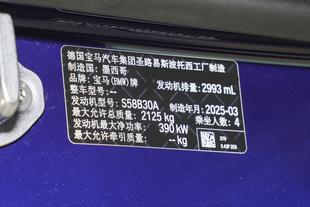 德国宝马汽车集团圣路易斯波托西工厂制造
制造国：墨西哥
品牌：宝马(BMW)牌 发动机排量：2993 mL
整车型号：--
发动机型号：S58B30A 制造年月：2025-03
最大允许总质量：2125 kg 乘坐人数：4
发动机最大净功率：390 kW
最大允许牵引质量：-- kg